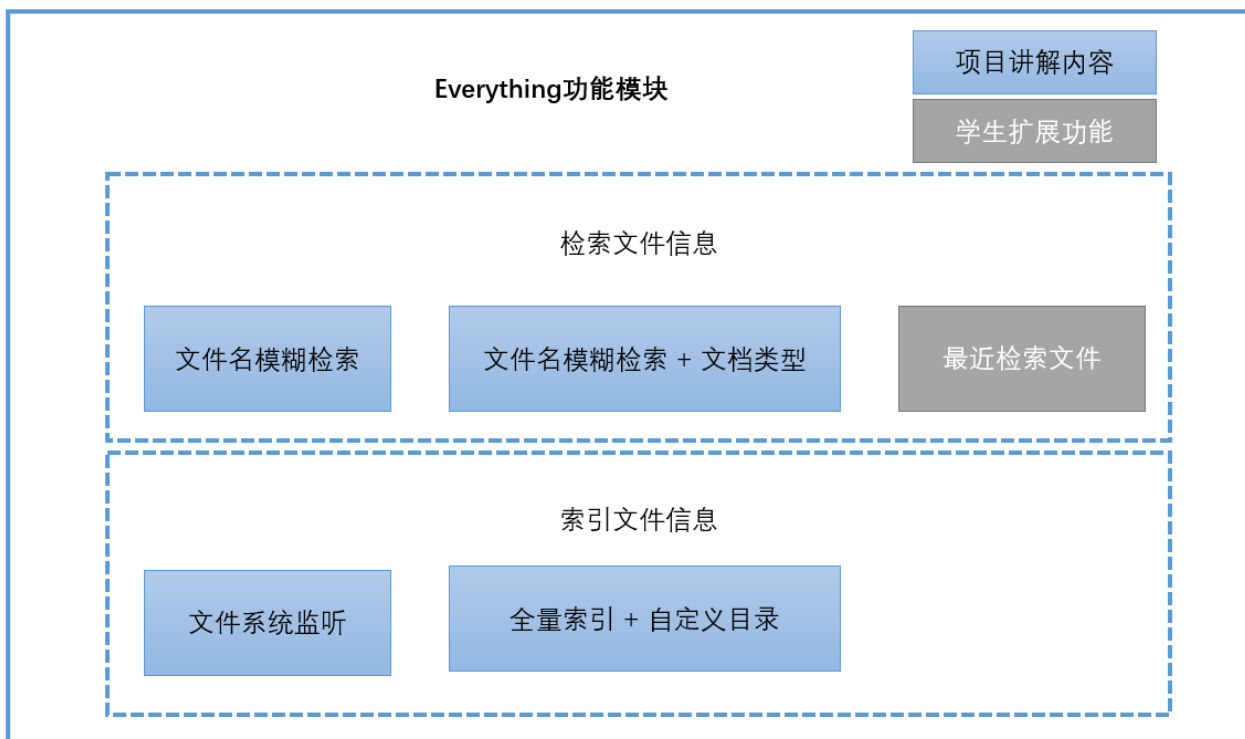 Everything功能模块
项目讲解内容
学生扩展功能
检索文件信息
文件名模糊检索
文件名模糊检索 + 文档类型
最近检索文件
索引文件信息
文件系统监听
全量索引 + 自定义目录